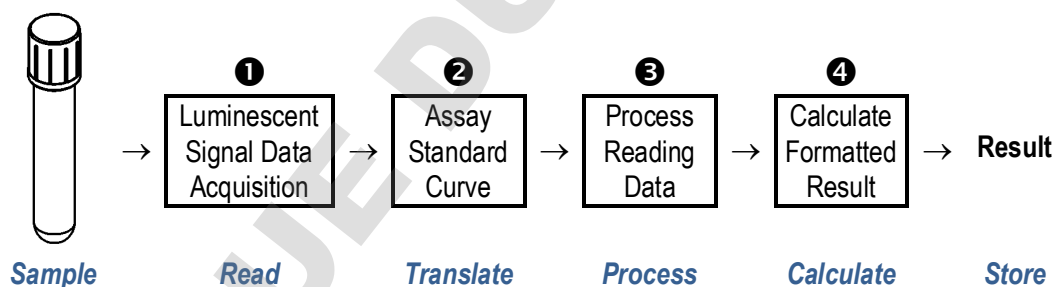 ❶ ❷ ❸ ❹
Luminescent
Signal Data
Acquisition
Assay
Standard
Curve
Process
Reading
Data
Calculate
Formatted
Result
→ → → → → Result
Sample Read Translate Process Calculate Store